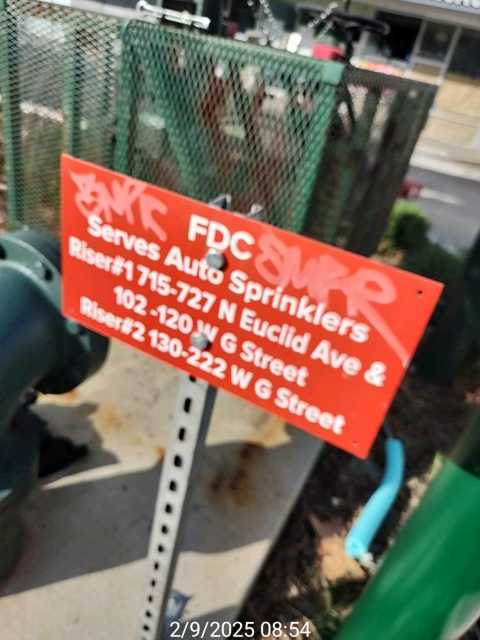 FDC
Serves Auto Sprinklers
Riser#1 715-727 N Euclid Ave &
102 -120 W G Street
Riser#2 130-222 W G Street
2/9/2025 08:54